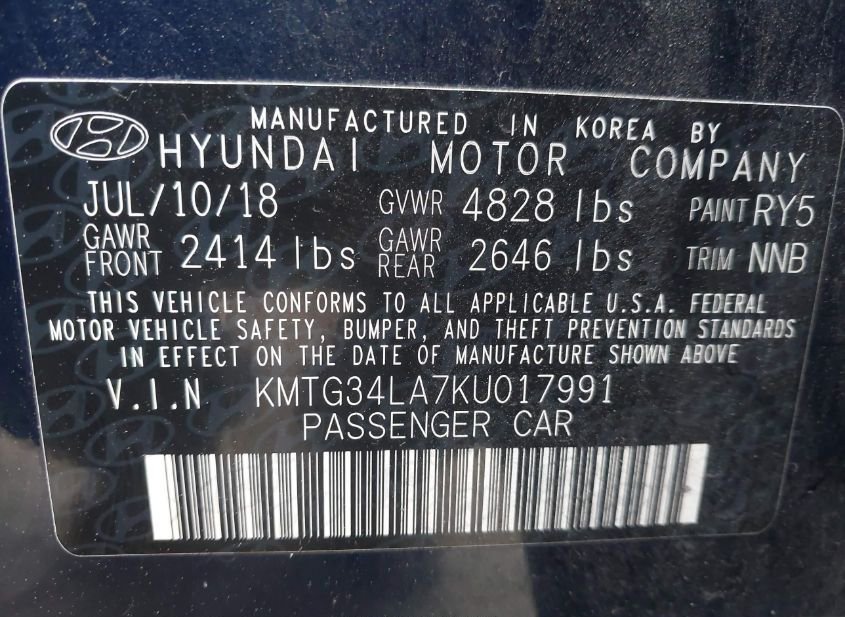 MANUFACTURED IN KOREA BY
HYUNDAI MOTOR COMPANY
JUL/10/18 GVWR 4828 lbs PAINT RY5
GAWR FRONT 2414 lbs GAWR REAR 2646 lbs TRIM NNB
THIS VEHICLE CONFORMS TO ALL APPLICABLE U.S.A. FEDERAL
MOTOR VEHICLE SAFETY, BUMPER, AND THEFT PREVENTION STANDARDS
IN EFFECT ON THE DATE OF MANUFACTURE SHOWN ABOVE
V.I.N KMTG34LA7KU017991
PASSENGER CAR